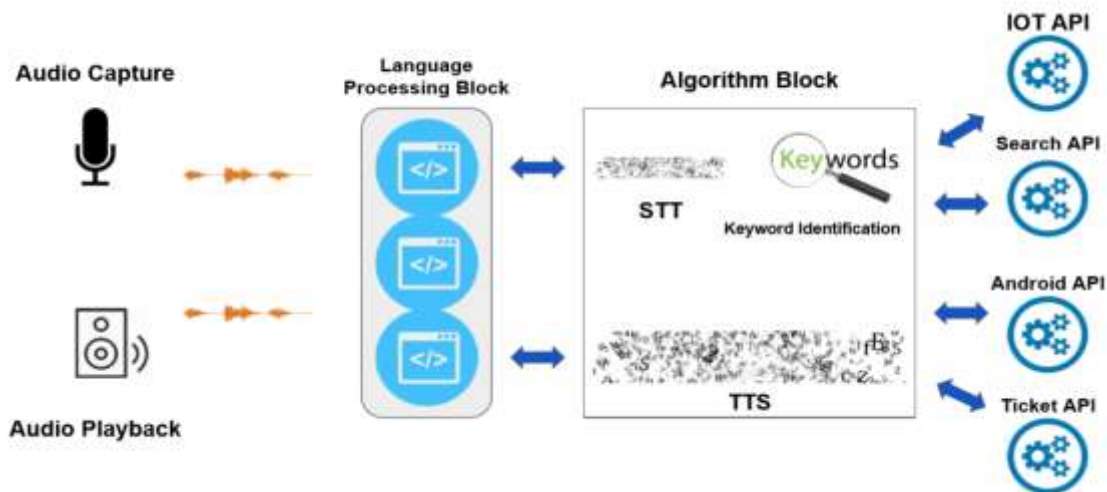 IOT API
Audio Capture
Language
Processing Block
Algorithm Block
Search API
Keywords
</>
STT
Keyword Identification
</>
Android API
</>
TTS
Audio Playback
Ticket API